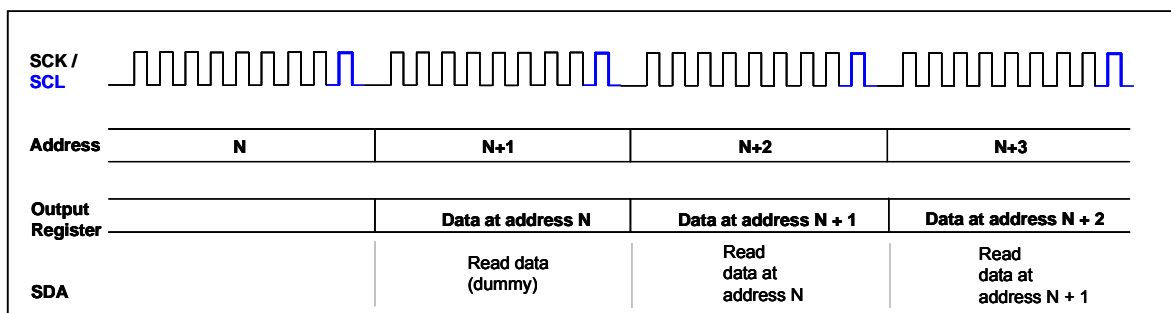 SCK /
SCL
Address N N+1 N+2 N+3
Output
Register
Data at address N Data at address N + 1 Data at address N + 2
SDA
Read data
(dummy)
Read
data at
address N
Read
data at
address N + 1